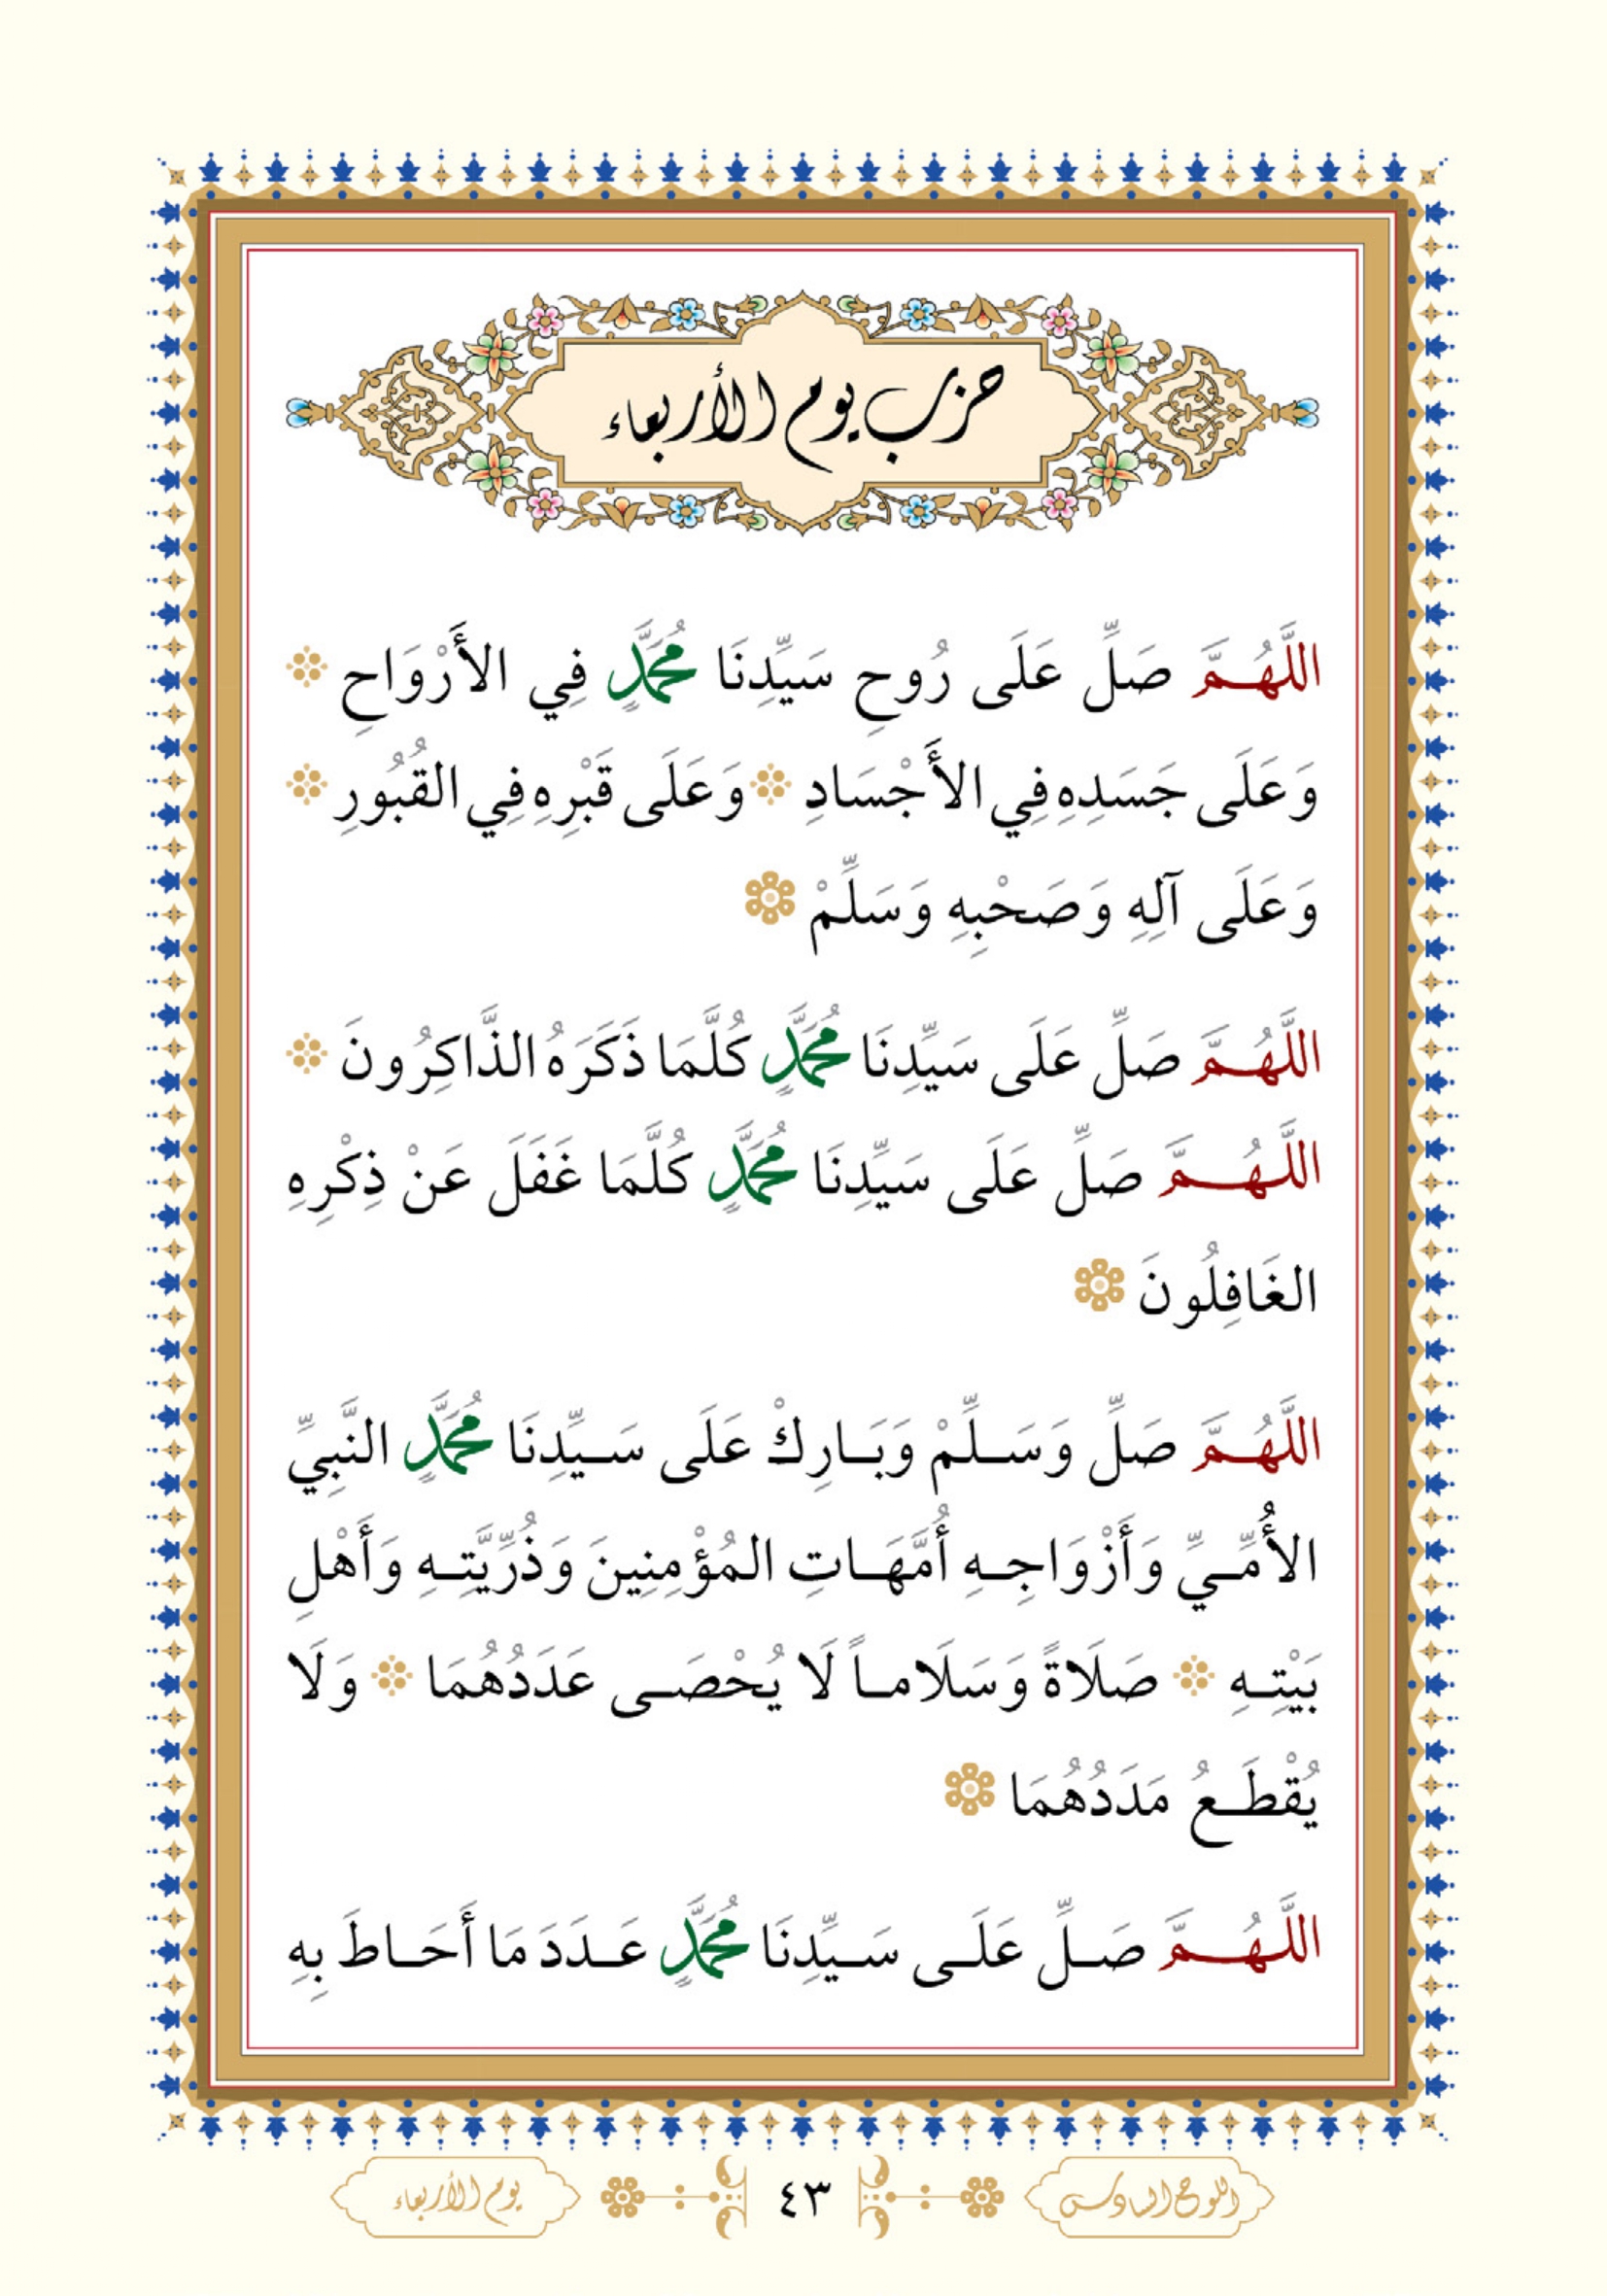 حزب يوم الأربعاء
اللَّهُمَّ صَلِّ عَلَى رُوحِ سَيِّدِنَا مُحَمَّدٍ فِي الأَرْوَاحِ
وَعَلَى جَسَدِهِ فِي الأَجْسَادِ وَعَلَى قَبْرِهِ فِي القُبُورِ
وَعَلَى آلِهِ وَصَحْبِهِ وَسَلِّمْ
اللَّهُمَّ صَلِّ عَلَى سَيِّدِنَا مُحَمَّدٍ كُلَّمَا ذَكَرَهُ الذَّاكِرُونَ
اللَّهُمَّ صَلِّ عَلَى سَيِّدِنَا مُحَمَّدٍ كُلَّمَا غَفَلَ عَنْ ذِكْرِهِ
الغَافِلُونَ
اللَّهُمَّ صَلِّ وَسَلِّمْ وَبَارِكْ عَلَى سَيِّدِنَا مُحَمَّدٍ النَّبِيِّ
الأُمِّيِّ وَأَزْوَاجِهِ أُمَّهَاتِ المُؤْمِنِينَ وَذُرِّيَّتِهِ وَأَهْلِ
بَيْتِهِ صَلَاةً وَسَلَاماً لَا يُحْصَى عَدَدُهُمَا وَلَا
يُقْطَعُ مَدَدُهُمَا
اللَّهُمَّ صَلِّ عَلَى سَيِّدِنَا مُحَمَّدٍ عَدَدَ مَا أَحَاطَ بِهِ
اللوح السادس ٤٣ يوم الأربعاء